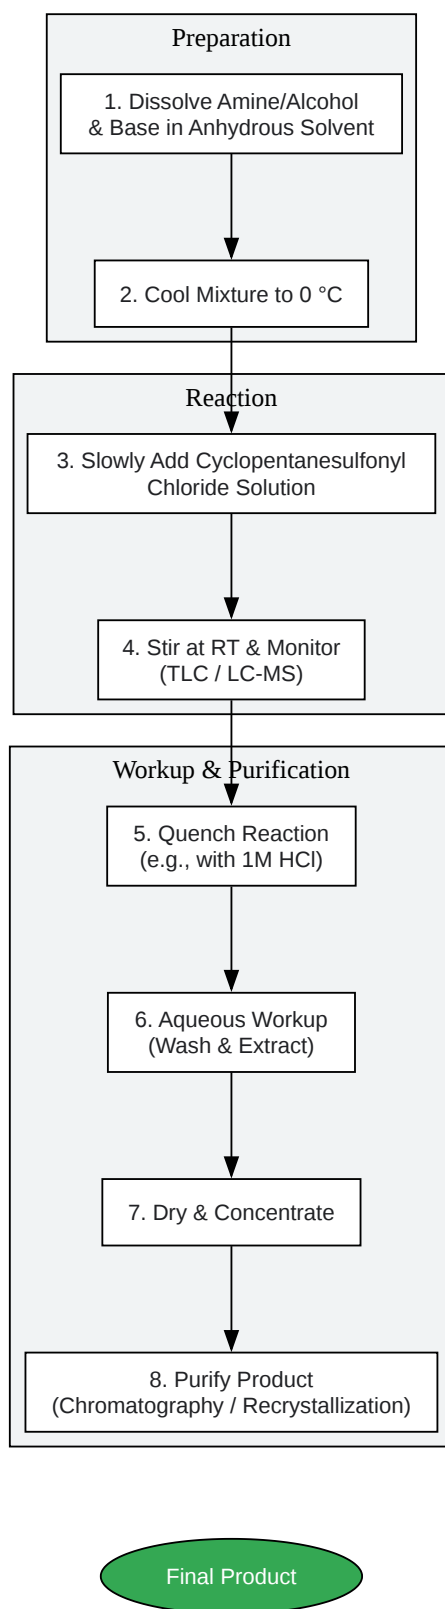 Preparation
1. Dissolve Amine/Alcohol
& Base in Anhydrous Solvent
2. Cool Mixture to 0 °C
Reaction
3. Slowly Add Cyclopentanesulfonyl
Chloride Solution
4. Stir at RT & Monitor
(TLC / LC-MS)
Workup & Purification
5. Quench Reaction
(e.g., with 1M HCl)
6. Aqueous Workup
(Wash & Extract)
7. Dry & Concentrate
8. Purify Product
(Chromatography / Recrystallization)
Final Product